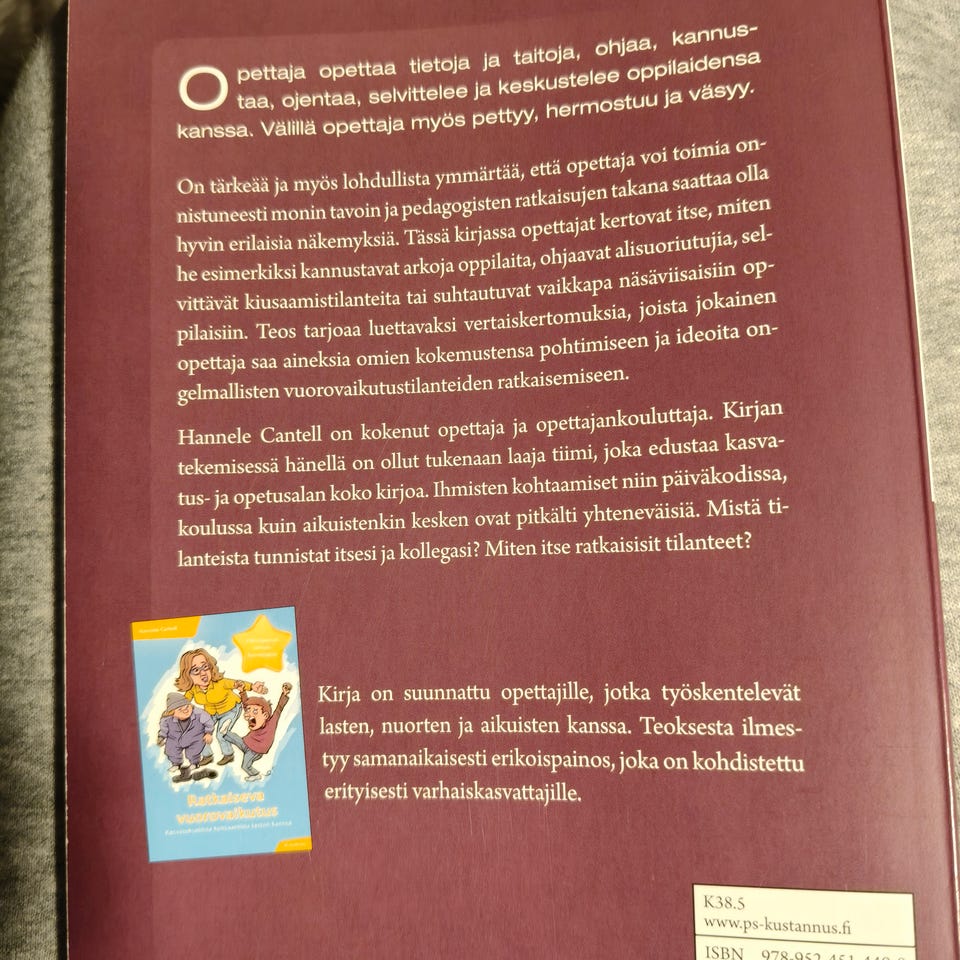 Opettaja opettaa tietoja ja taitoja, ohjaa, kannus-
taa, ojentaa, selvittelee ja keskustelee oppilaidensa
kanssa. Välillä opettaja myös pettyy, hermostuu ja väsyy.
On tärkeää ja myös lohdullista ymmärtää, että opettaja voi toimia on-
nistuneesti monin tavoin ja pedagogisten ratkaisujen takana saattaa olla
hyvin erilaisia näkemyksiä. Tässä kirjassa opettajat kertovat itse, miten
he esimerkiksi kannustavat arkoja oppilaita, ohjaavat alisuoriutujia, sel-
vittävät kiusaamistilanteita tai suhtautuvat vaikkapa näsäviisaisiin op-
pilaisiin. Teos tarjoaa luettavaksi vertaiskertomuksia, joista jokainen
opettaja saa aineksia omien kokemustensa pohtimiseen ja ideoita on-
gelmallisten vuorovaikutustilanteiden ratkaisemiseen.
Hannele Cantell on kokenut opettaja ja opettajankouluttaja. Kirjan
tekemisessä hänellä on ollut tukenaan laaja tiimi, joka edustaa kasva-
tus- ja opetusalan koko kirjoa. Ihmisten kohtaamiset niin päiväkodissa,
koulussa kuin aikuistenkin kesken ovat pitkälti yhteneväisiä. Mistä ti-
lanteista tunnistat itsesi ja kollegasi? Miten itse ratkaisisit tilanteet?
Hannele Cantell
Ratkaiseva
vuorovaikutus
lasten kanssa
Kirja on suunnattu opettajille, jotka työskentelevät
lasten, nuorten ja aikuisten kanssa. Teoksesta ilmes-
tyy samanaikaisesti erikoispainos, joka on kohdistettu
erityisesti varhaiskasvattajille.
K38.5
www.ps-kustannus.fi
ISBN 978-952-451-440-